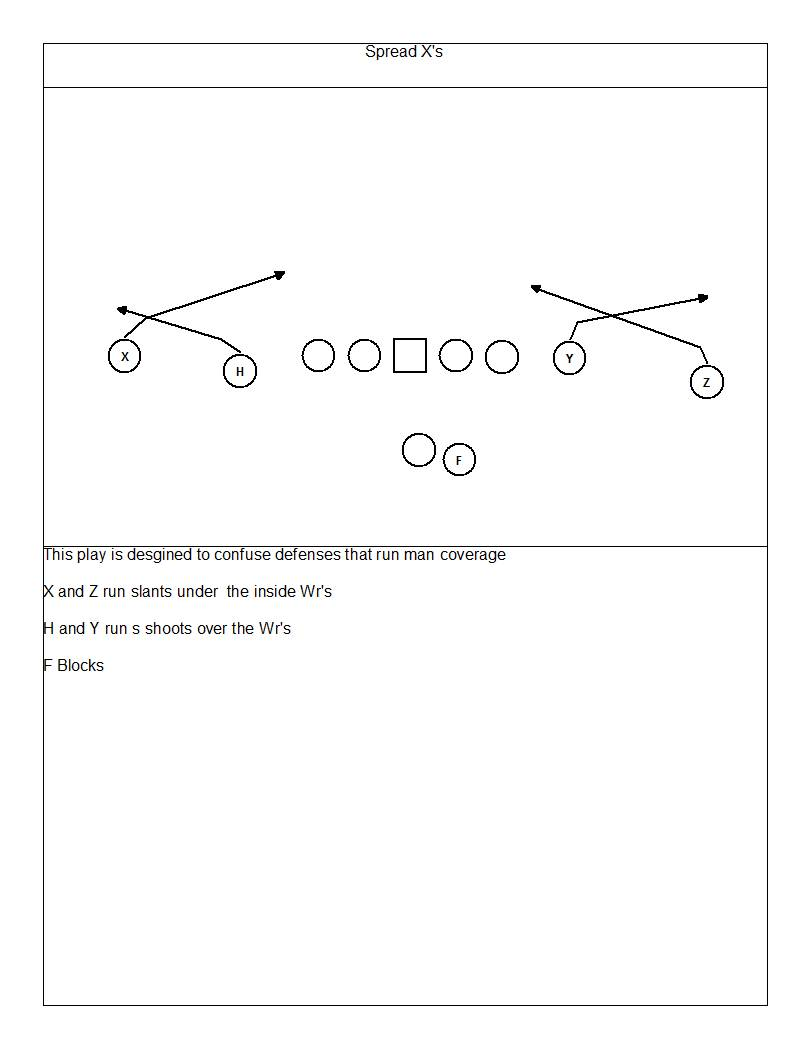 Spread X's
X
H
Y
Z
F
This play is desgined to confuse defenses that run man coverage
X and Z run slants under the inside Wr's
H and Y run s shoots over the Wr's
F Blocks